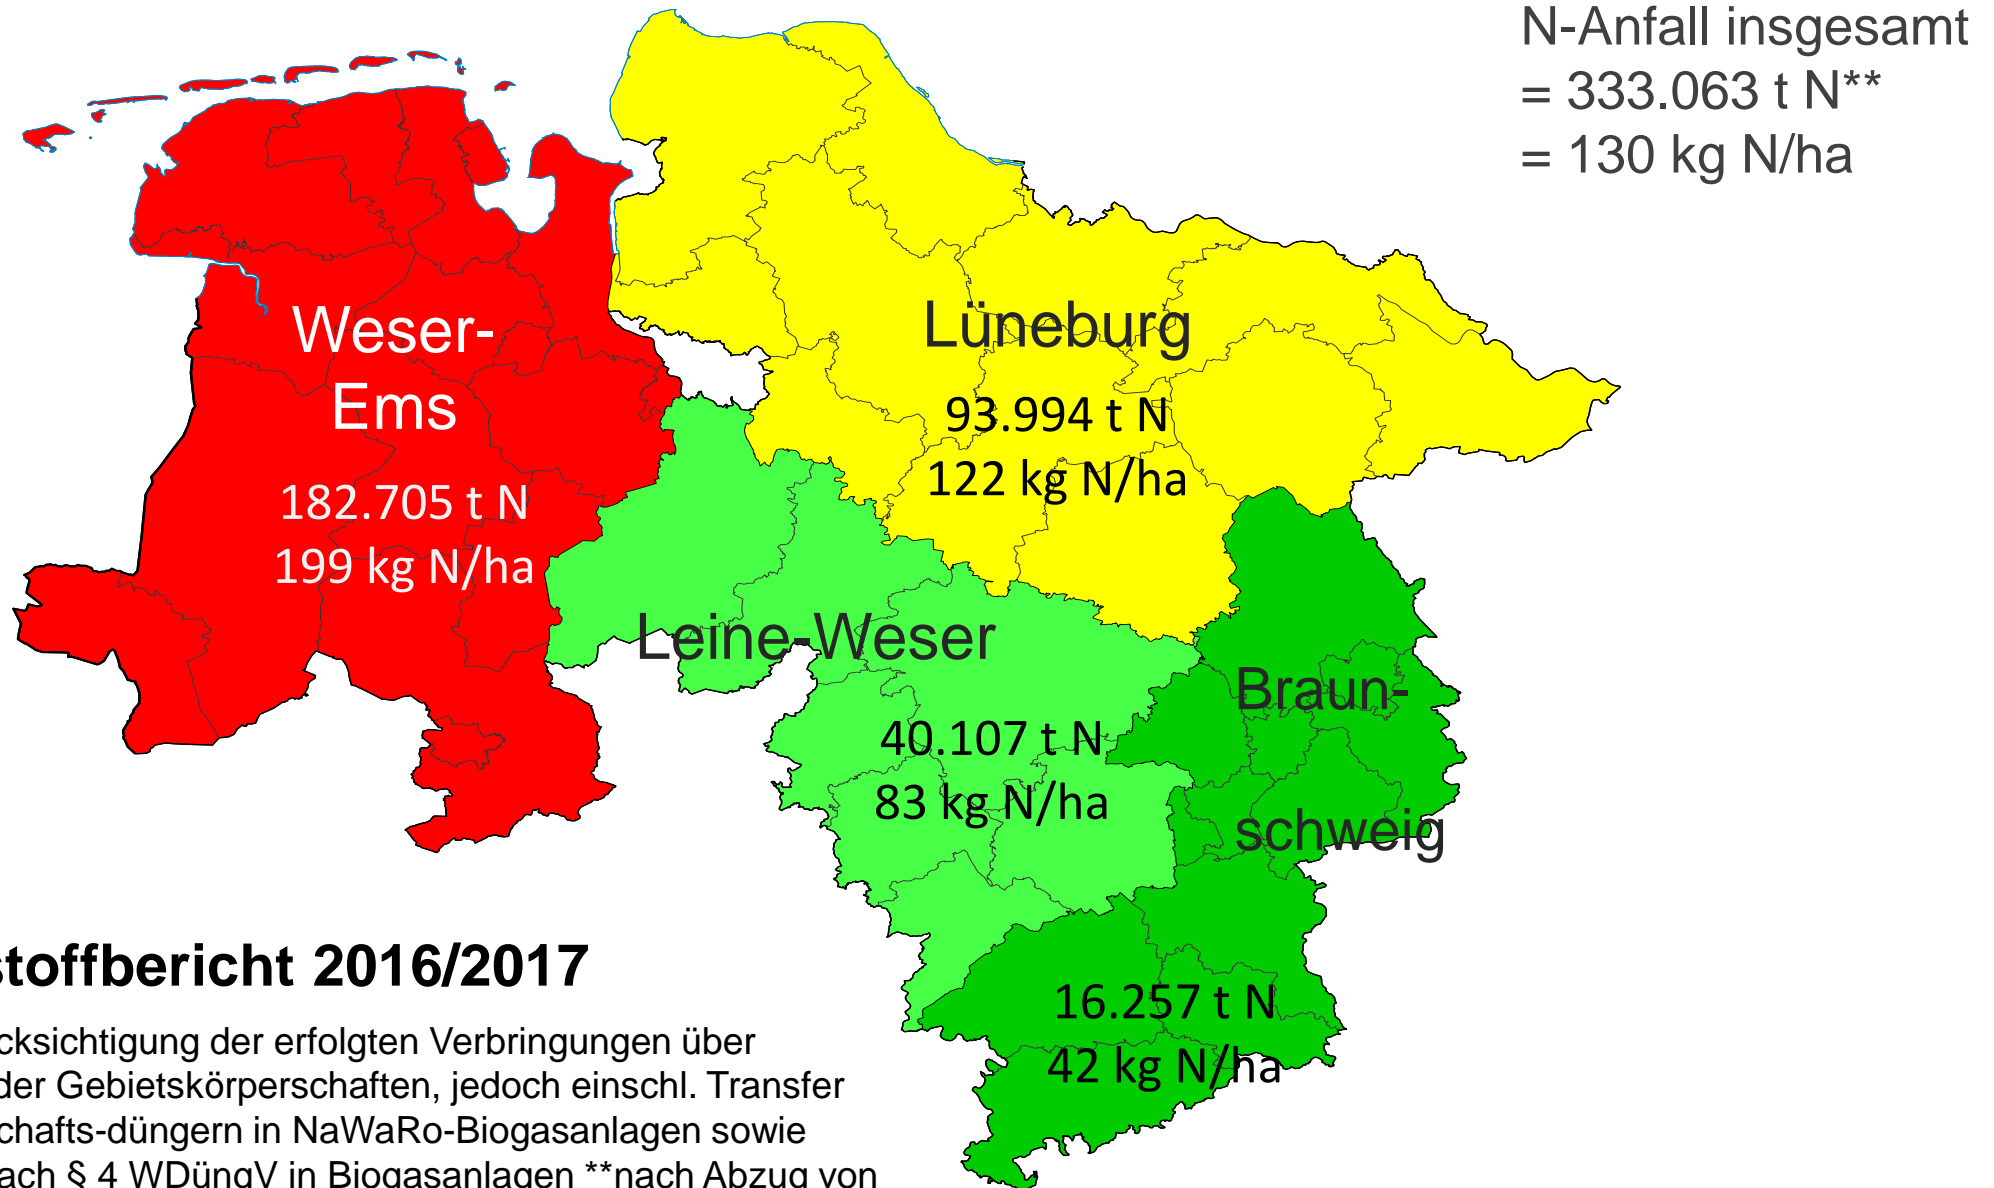 N-Anfall insgesamt
= 333.063 t N**
= 130 kg N/ha
Weser-
Ems
182.705 t N
199 kg N/ha
Lüneburg
93.994 t N
122 kg N/ha
Leine-Weser
40.107 t N
83 kg N/ha
Braun-
schweig
16.257 t N
42 kg N/ha
stoffbericht 2016/2017
cksichtigung der erfolgten Verbringungen über
der Gebietskörperschaften, jedoch einschl. Transfer
chafts-düngern in NaWaRo-Biogasanlagen sowie
ach § 4 WDüngV in Biogasanlagen **nach Abzug von